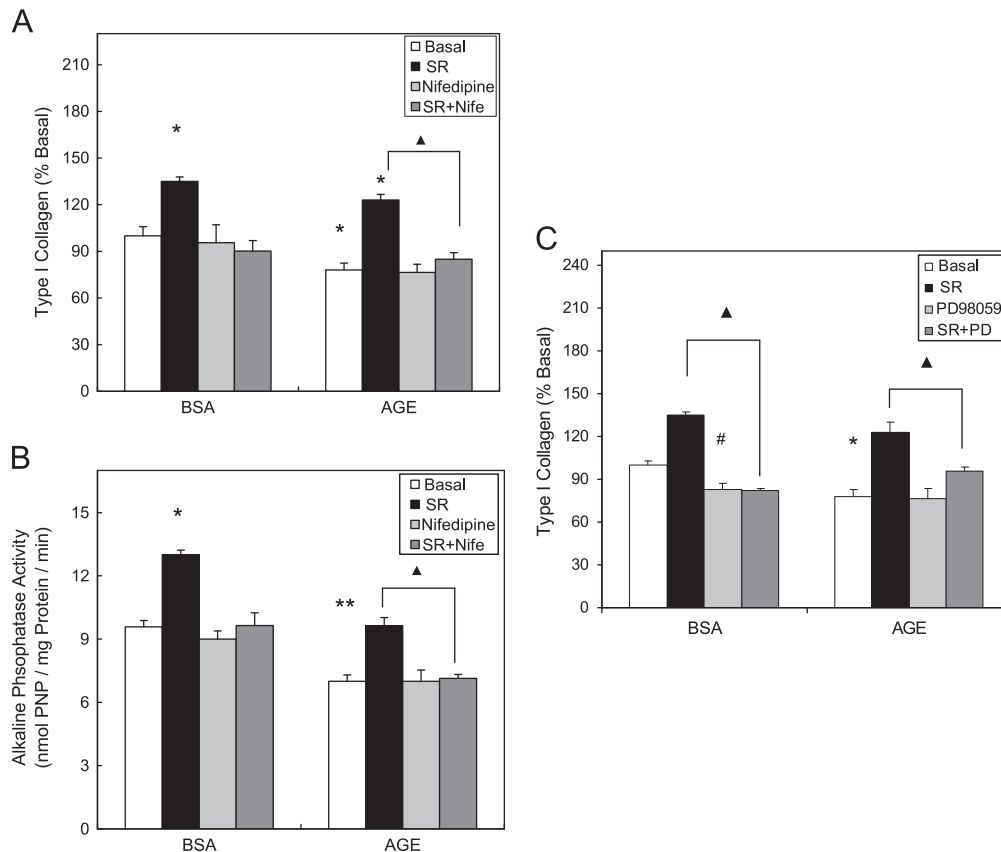 A
Type I Collagen (% Basal)
210
180
150
120
90
60
30
0
Basal
SR
Nifedipine
SR+Nife
*
*
*
▲
BSA
AGE
B
Alkaline Phsophatase Activity
(nmol PNP / mg Protein / min)
15
12
9
6
3
0
Basal
SR
Nifedipine
SR+Nife
*
**
▲
BSA
AGE
C
Type I Collagen (% Basal)
240
210
180
150
120
90
60
30
0
Basal
SR
PD98059
SR+PD
▲
#
▲
*
BSA
AGE